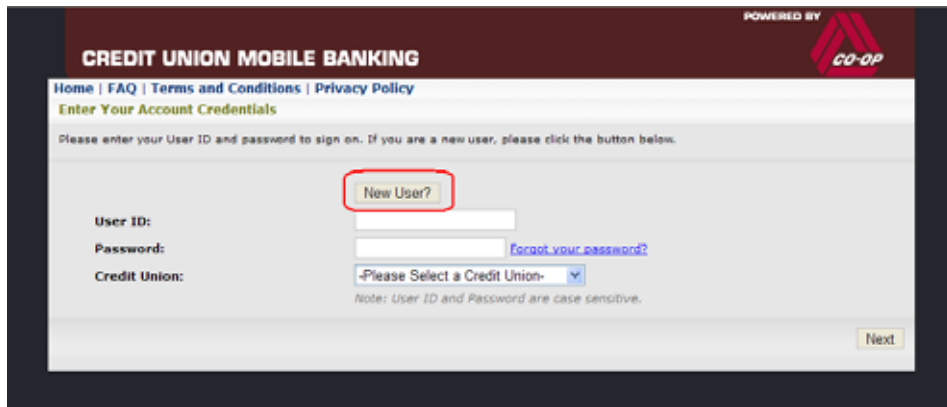 POWERED BY
CREDIT UNION MOBILE BANKING
CO-OP
Home | FAQ | Terms and Conditions | Privacy Policy
Enter Your Account Credentials
Please enter your User ID and password to sign on. If you are a new user, please click the button below.
New User?
User ID:
Password:
Forgot your password?
Credit Union:
-Please Select a Credit Union-
Note: User ID and Password are case sensitive.
Next